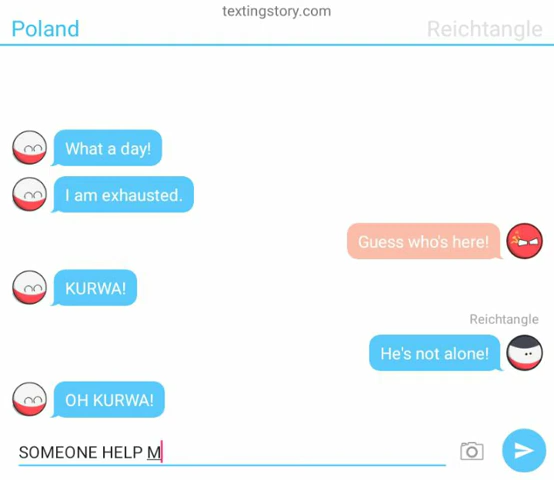 textingstory.com
Poland
Reichtangle
What a day!
I am exhausted.
Guess who's here!
KURWA!
Reichtangle
He's not alone!
OH KURWA!
SOMEONE HELP M